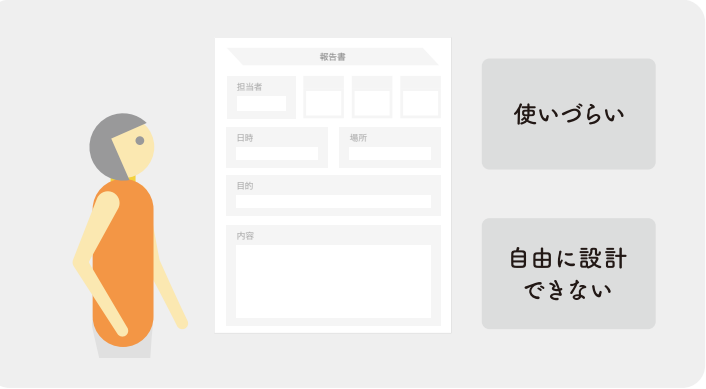 報告書
担当者
日時
場所
目的
内容
使いづらい
自由に設計
できない